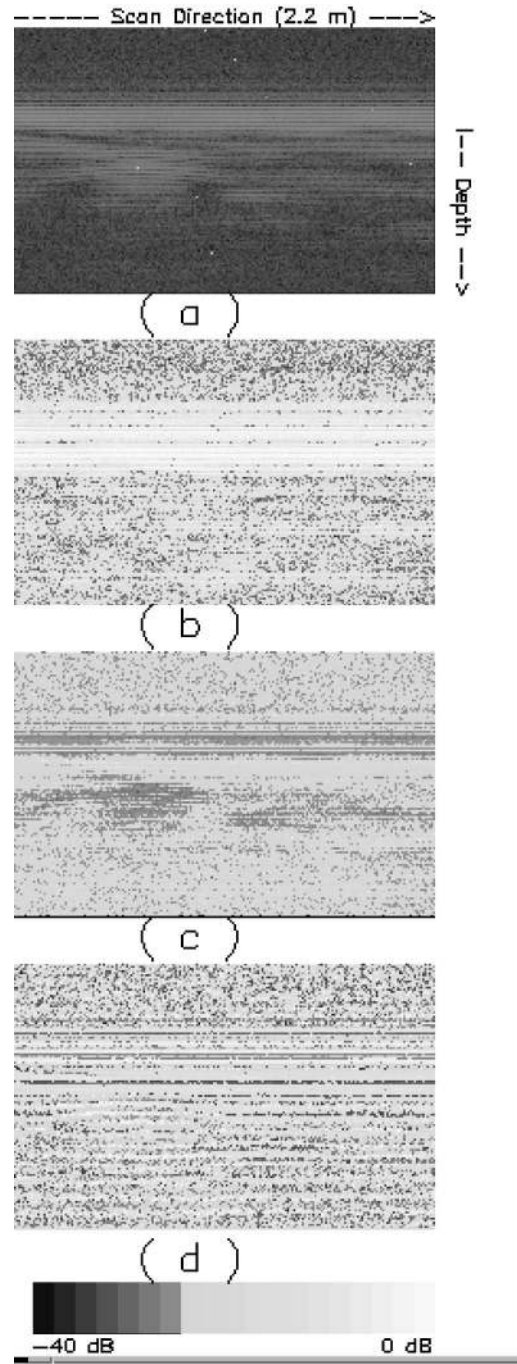 ----- Scan Direction (2.2 m) --->
|-- Depth -->
(a)
(b)
(c)
(d)
-40 dB 0 dB